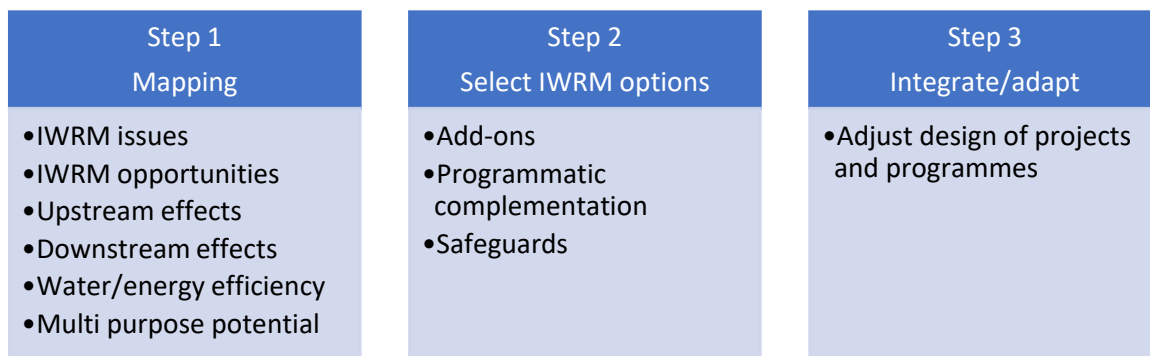 Step 1
Mapping
•IWRM issues
•IWRM opportunities
•Upstream effects
•Downstream effects
•Water/energy efficiency
•Multi purpose potential
Step 2
Select IWRM options
•Add-ons
•Programmatic
complementation
•Safeguards
Step 3
Integrate/adapt
•Adjust design of projects
and programmes